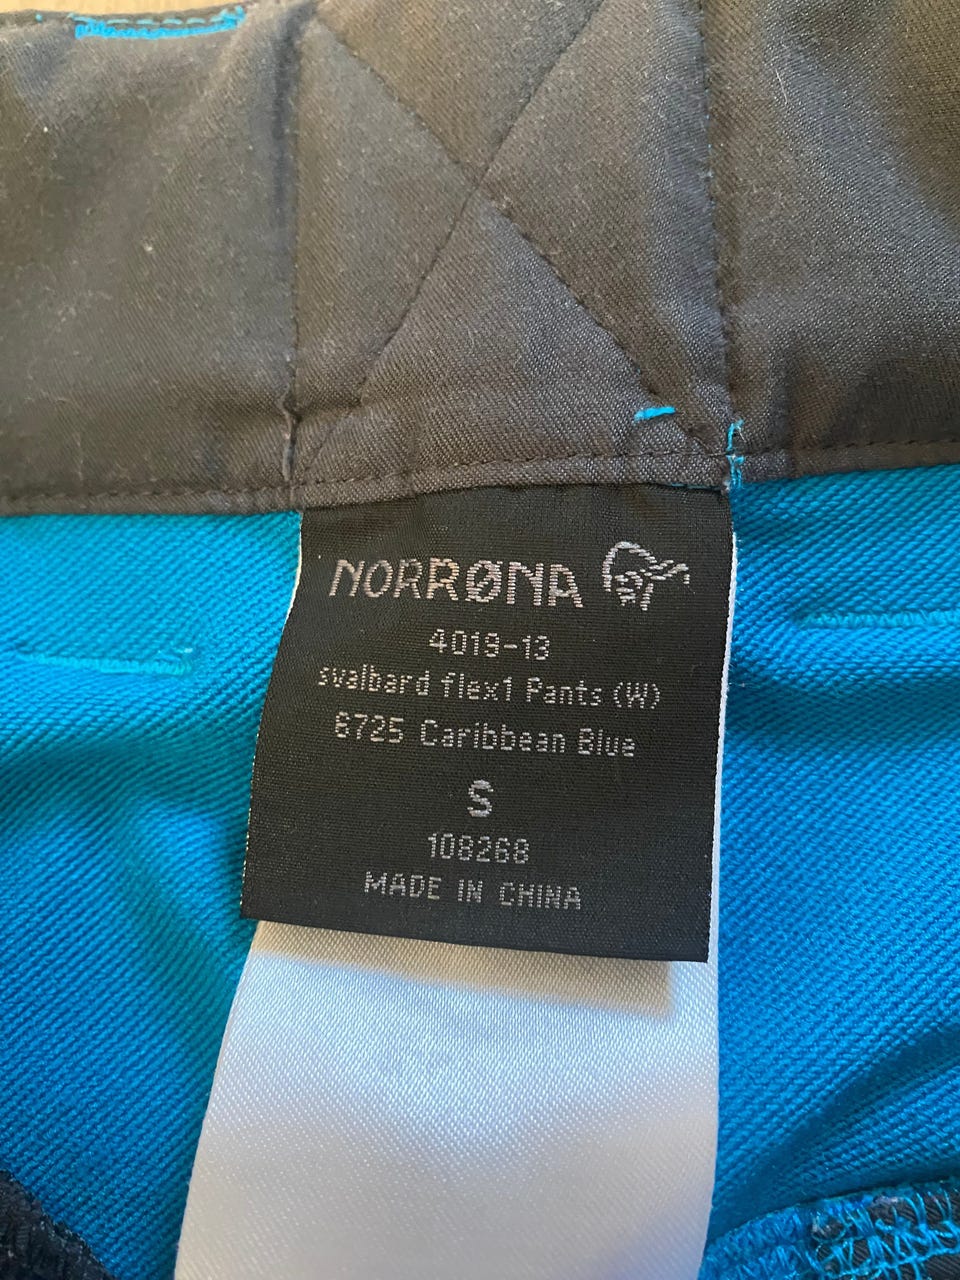 NORRØNA
4019-13
svalbard flex1 Pants (W)
6725 Caribbean Blue
S
108268
MADE IN CHINA